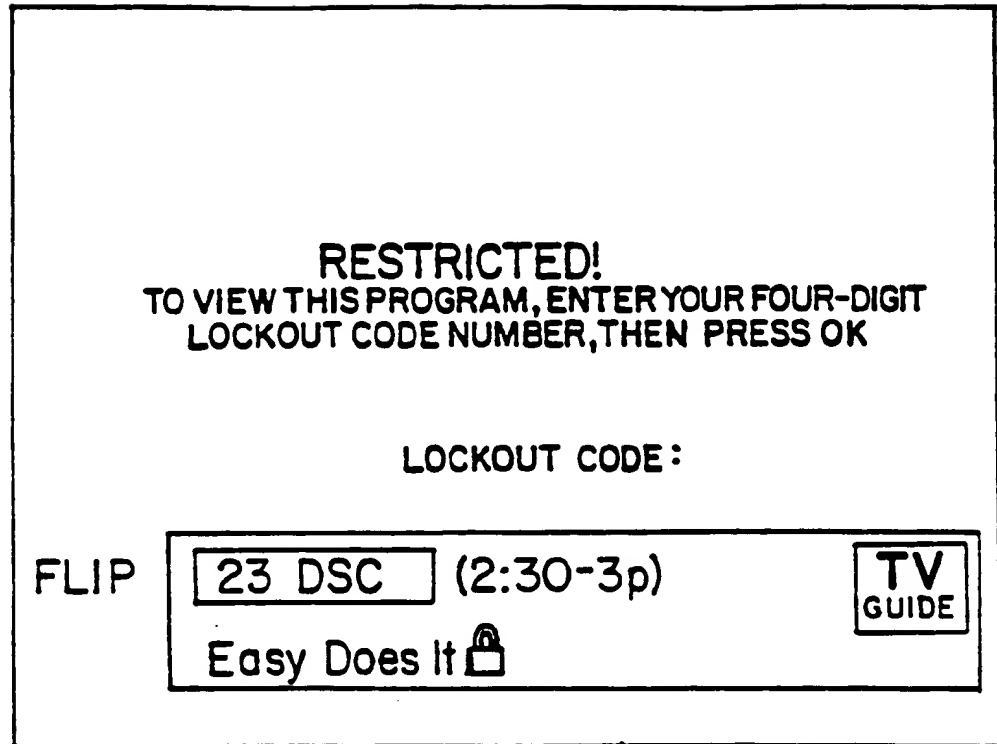 RESTRICTED!
TO VIEW THIS PROGRAM, ENTER YOUR FOUR-DIGIT
LOCKOUT CODE NUMBER, THEN PRESS OK
LOCKOUT CODE:
FLIP 23 DSC (2:30-3p) TV
GUIDE
Easy Does It